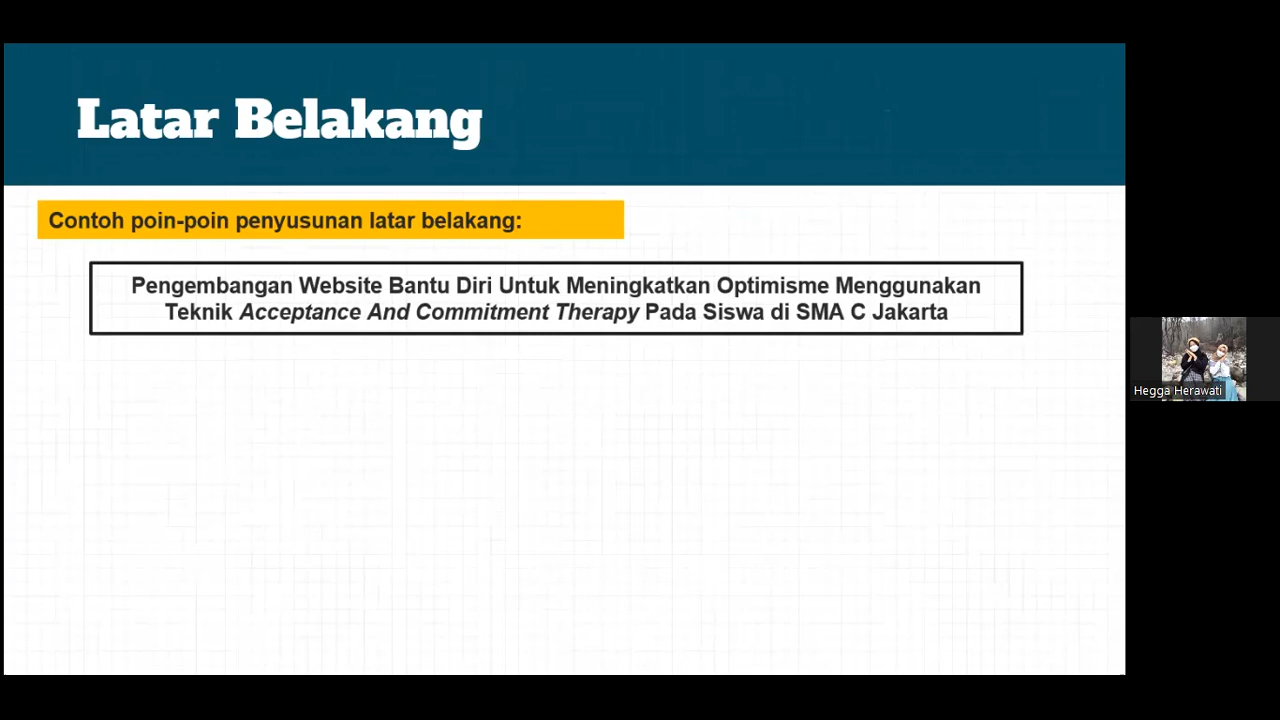 Latar Belakang
Contoh poin-poin penyusunan latar belakang:
Pengembangan Website Bantu Diri Untuk Meningkatkan Optimisme Menggunakan
Teknik Acceptance And Commitment Therapy Pada Siswa di SMA C Jakarta
Hegga Herawati